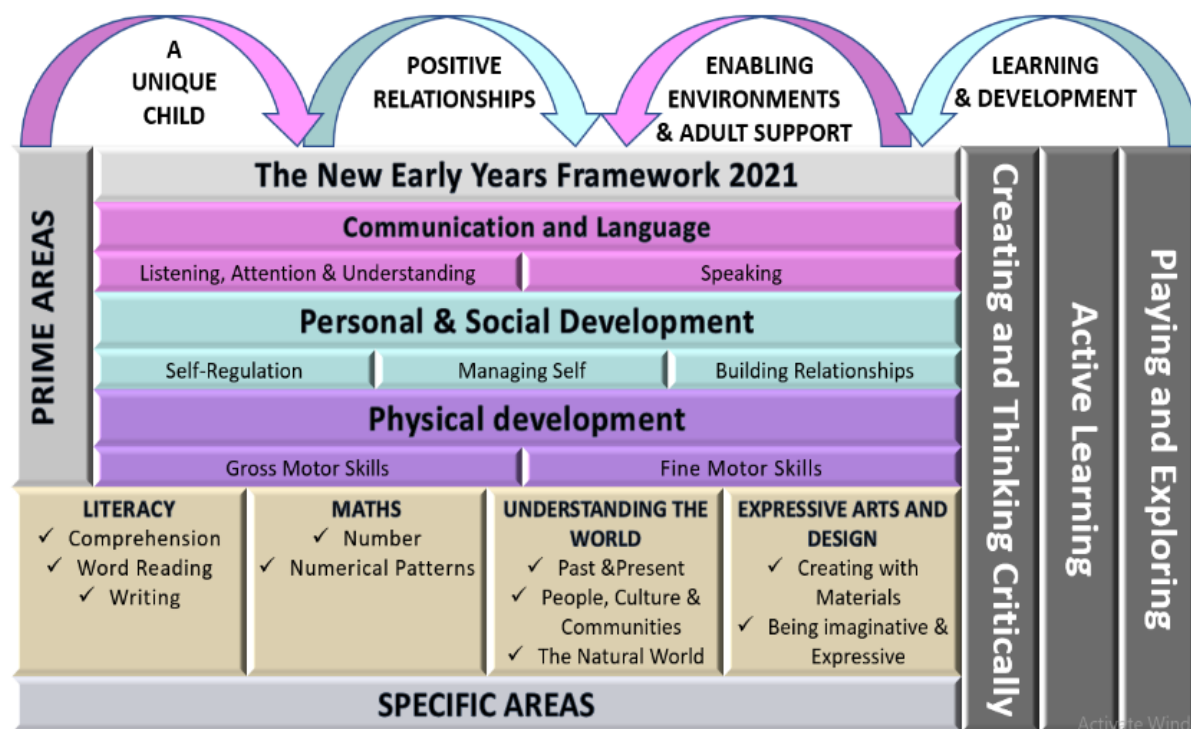 A
UNIQUE
CHILD
POSITIVE
RELATIONSHIPS
ENABLING
ENVIRONMENTS
& ADULT SUPPORT
LEARNING
& DEVELOPMENT
PRIME AREAS
The New Early Years Framework 2021
Communication and Language
Listening, Attention & Understanding
Speaking
Personal & Social Development
Self-Regulation
Managing Self
Building Relationships
Physical development
Gross Motor Skills
Fine Motor Skills
LITERACY
✓ Comprehension
✓ Word Reading
✓ Writing
MATHS
✓ Number
✓ Numerical Patterns
UNDERSTANDING THE
WORLD
✓ Past &Present
✓ People, Culture &
Communities
✓ The Natural World
EXPRESSIVE ARTS AND
DESIGN
✓ Creating with
Materials
✓ Being imaginative &
Expressive
SPECIFIC AREAS
Creating and Thinking Critically
Active Learning
Playing and Exploring
Activate Wind